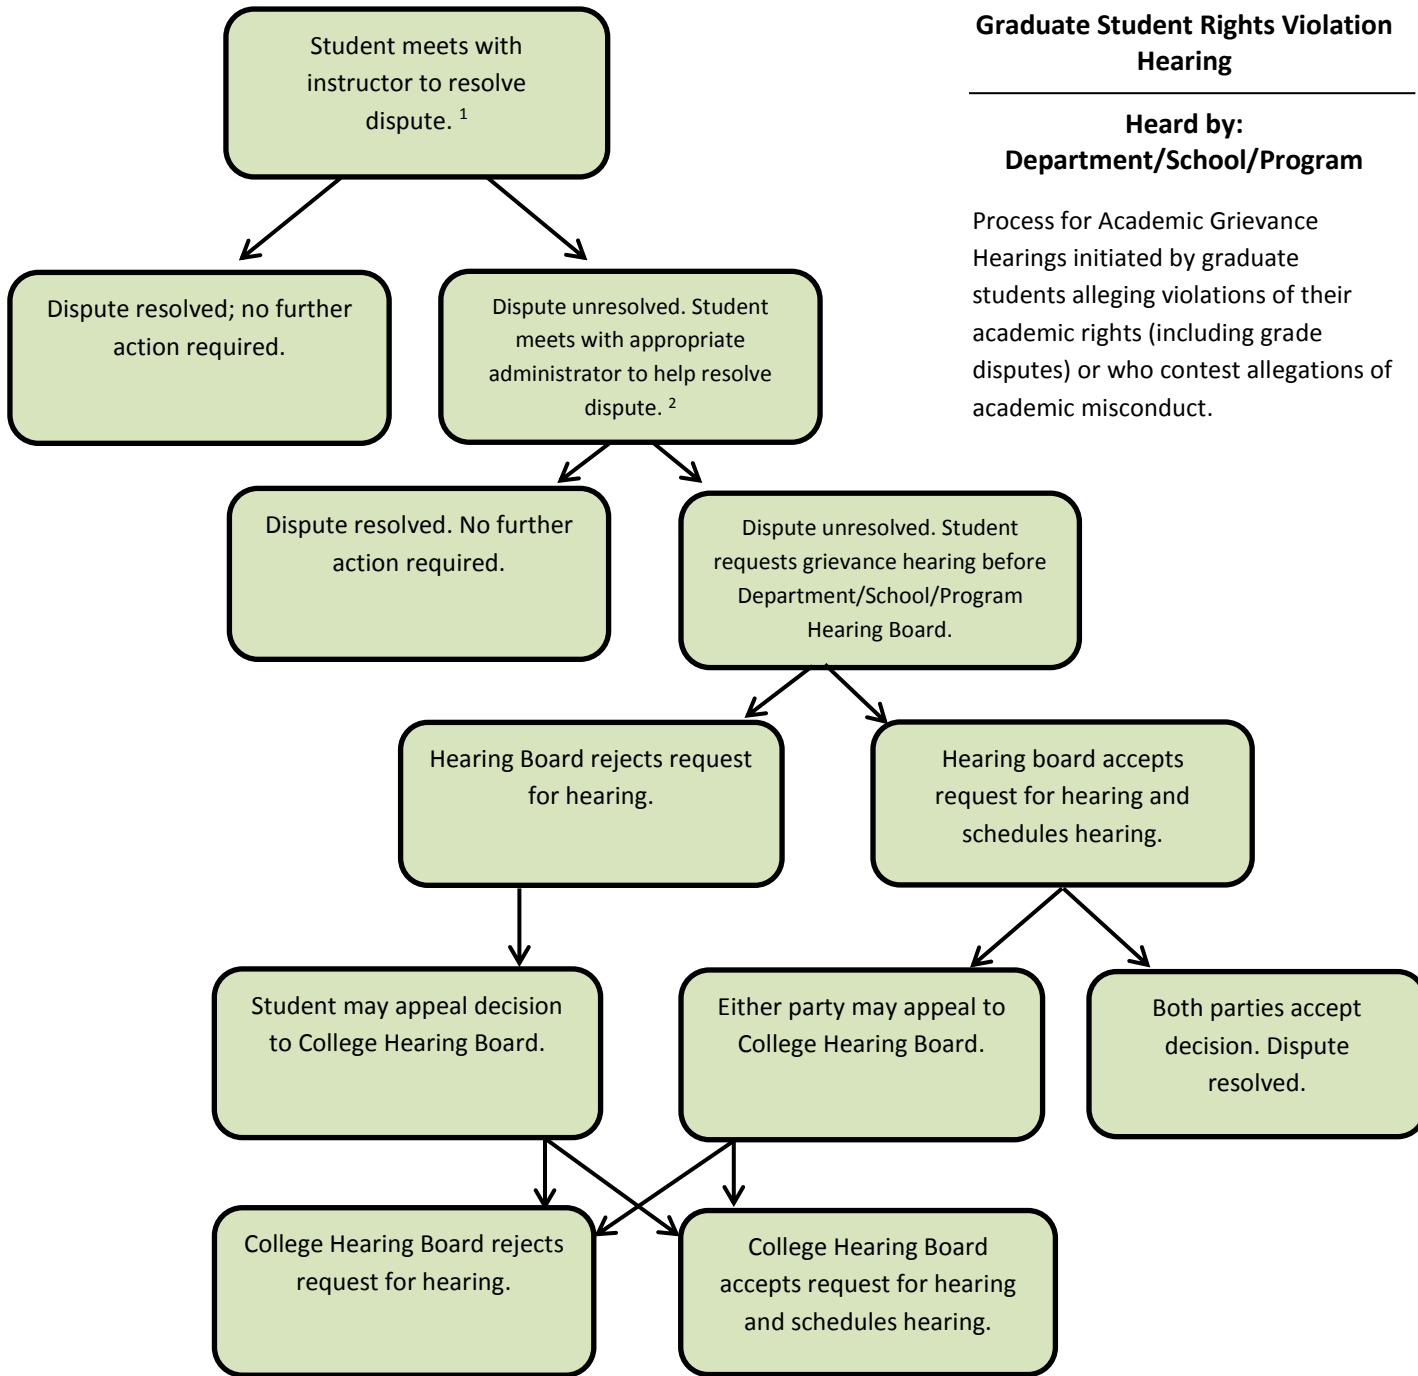 Graduate Student Rights Violation
Hearing
Heard by:
Department/School/Program
Process for Academic Grievance
Hearings initiated by graduate
students alleging violations of their
academic rights (including grade
disputes) or who contest allegations of
academic misconduct.
Student meets with
instructor to resolve
dispute. 1
Dispute resolved; no further
action required.
Dispute unresolved. Student
meets with appropriate
administrator to help resolve
dispute. 2
Dispute resolved. No further
action required.
Dispute unresolved. Student
requests grievance hearing before
Department/School/Program
Hearing Board.
Hearing Board rejects request
for hearing.
Hearing board accepts
request for hearing and
schedules hearing.
Student may appeal decision
to College Hearing Board.
Either party may appeal to
College Hearing Board.
Both parties accept
decision. Dispute
resolved.
College Hearing Board rejects
request for hearing.
College Hearing Board
accepts request for hearing
and schedules hearing.